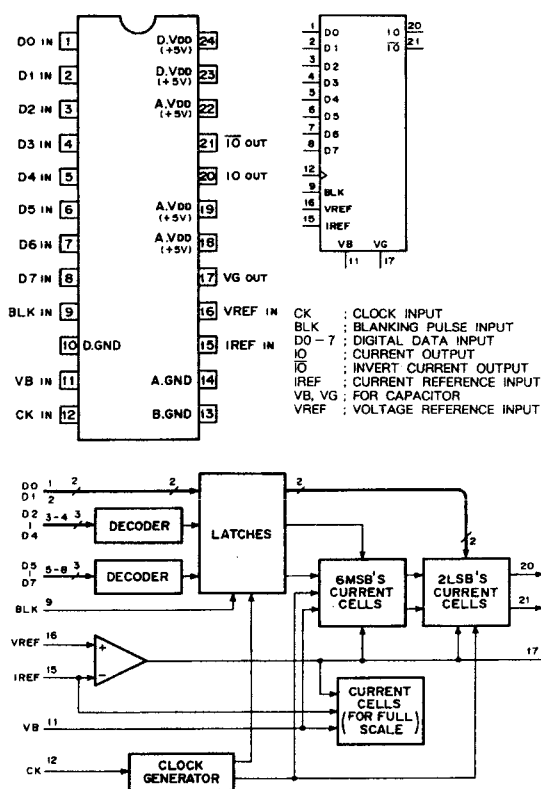 D0 IN 1 D.VDD (+5V) 24
D1 IN 2 D.VDD (+5V) 23
D2 IN 3 A.VDD (+5V) 22
D3 IN 4 21 IO OUT
D4 IN 5 20 IO OUT
D5 IN 6 A.VDD (+5V) 19
D6 IN 7 A.VDD (+5V) 18
D7 IN 8 17 VG OUT
BLK IN 9 16 VREF IN
10 D.GND 15 IREF IN
VB IN 11 A.GND 14
CK IN 12 B.GND 13
1 D0 IO 20
2 D1 IO 21
3 D2
4 D3
5 D4
6 D5
7 D6
8 D7
12
9 BLK
16 VREF
15 IREF
VB VG
11 17
CK ; CLOCK INPUT
BLK ; BLANKING PULSE INPUT
D0-7 ; DIGITAL DATA INPUT
IO ; CURRENT OUTPUT
IO ; INVERT CURRENT OUTPUT
IREF ; CURRENT REFERENCE INPUT
VB, VG ; FOR CAPACITOR
VREF ; VOLTAGE REFERENCE INPUT
D0 1 2 2 2
D1 2
D2 3-4 3
D4
DECODER
LATCHES
2
D5 5-8 3
D7
DECODER
6MSB'S
CURRENT
CELLS
2LSB'S
CURRENT
CELLS
20
21
BLK 9
VREF 16 +
IREF 15 −
17
CURRENT
CELLS
(FOR FULL
SCALE)
VB 11
CK 12
CLOCK
GENERATOR